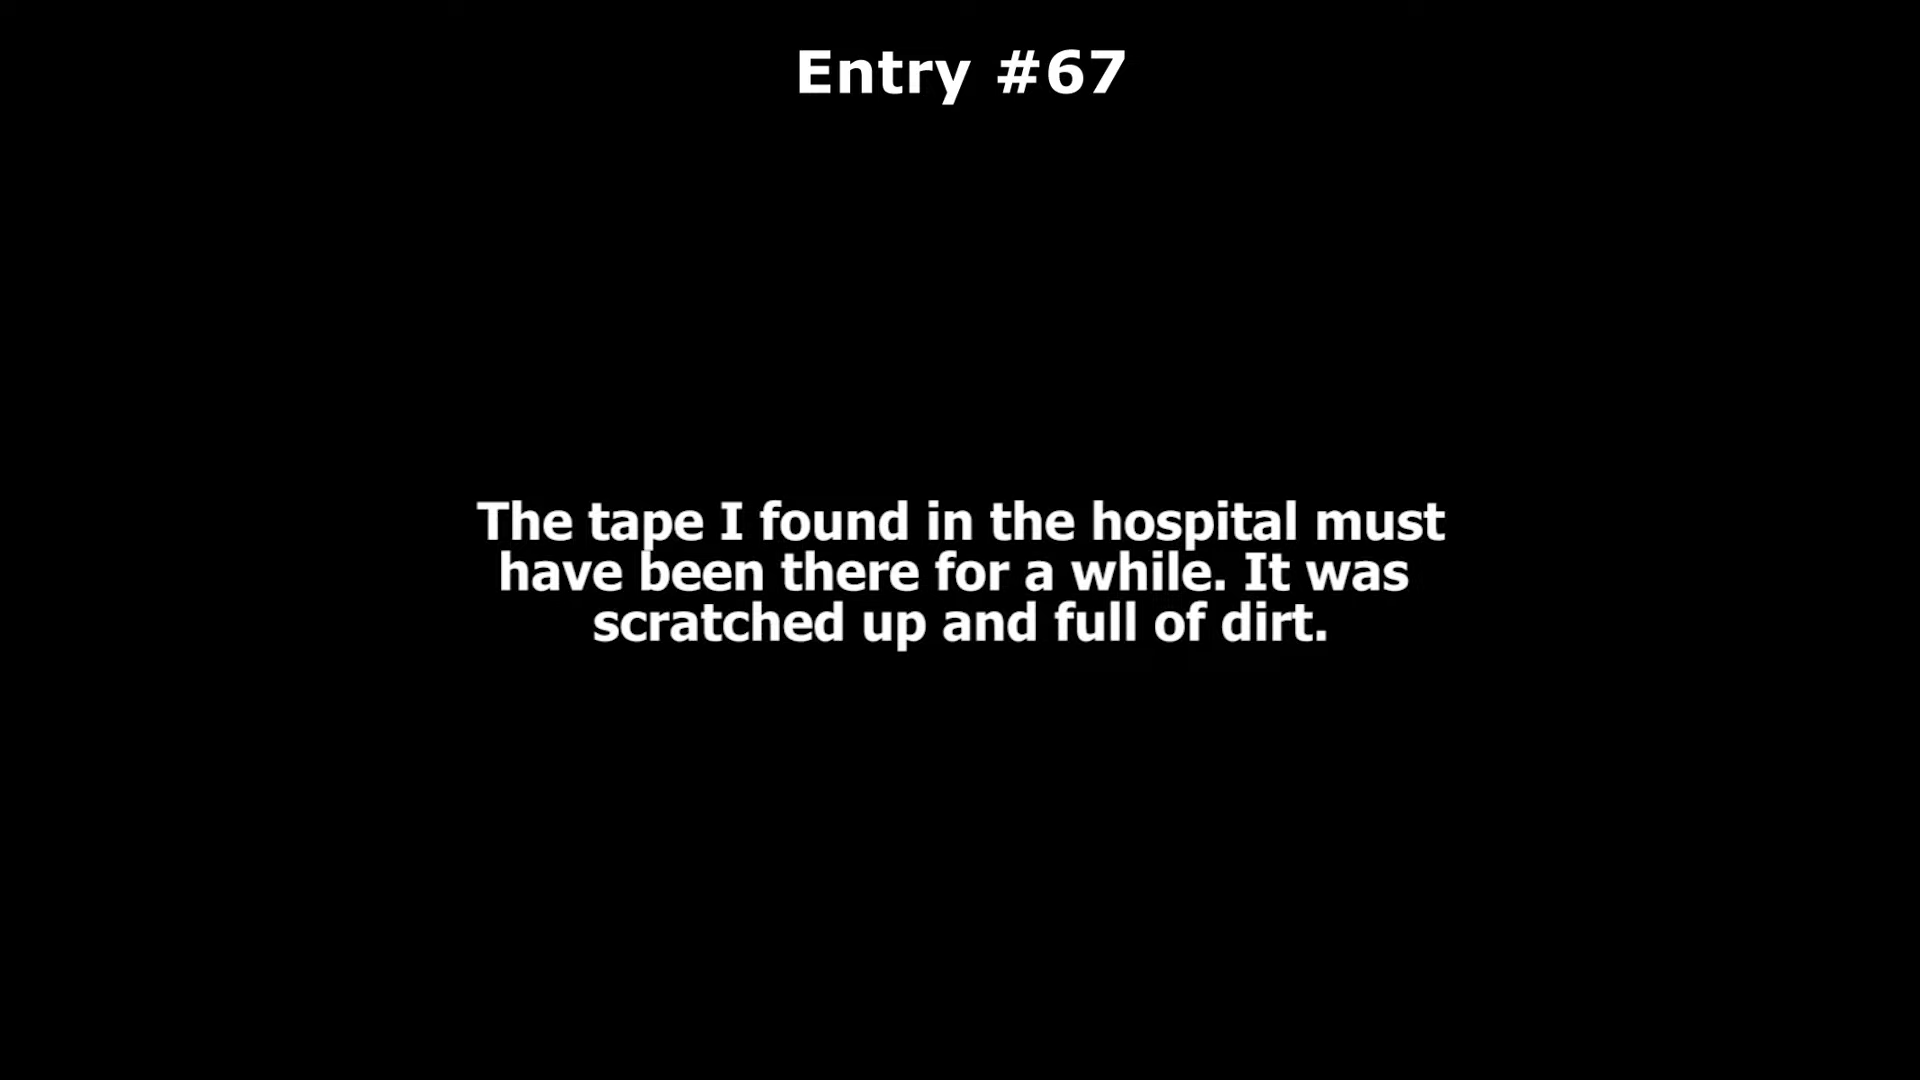 Entry #67
The tape I found in the hospital must
have been there for a while. It was
scratched up and full of dirt.